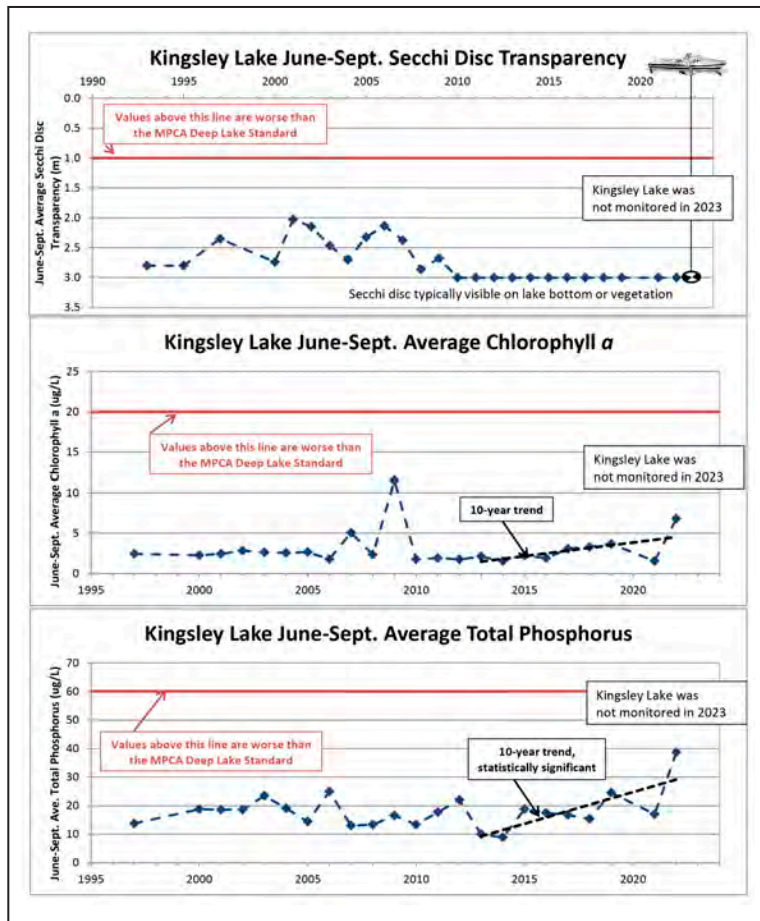 Kingsley Lake June-Sept. Secchi Disc Transparency
1990 1995 2000 2005 2010 2015 2020
June-Sept. Average Secchi Disc
Transparency (m)
0.0
0.5
1.0
1.5
2.0
2.5
3.0
3.5
Values above this line are worse than
the MPCA Deep Lake Standard
Kingsley Lake was
not monitored in 2023
Secchi disc typically visible on lake bottom or vegetation
Kingsley Lake June-Sept. Average Chlorophyll a
June-Sept. Average Chlorophyll a (ug/L)
25
20
15
10
5
0
Values above this line are worse than
the MPCA Deep Lake Standard
10-year trend
Kingsley Lake was
not monitored in 2023
1995 2000 2005 2010 2015 2020
Kingsley Lake June-Sept. Average Total Phosphorus
June-Sept. Ave. Total Phosphorus (ug/L)
70
60
50
40
30
20
10
0
Values above this line are worse than
the MPCA Deep Lake Standard
10-year trend,
statistically significant
Kingsley Lake was
not monitored in 2023
1995 2000 2005 2010 2015 2020